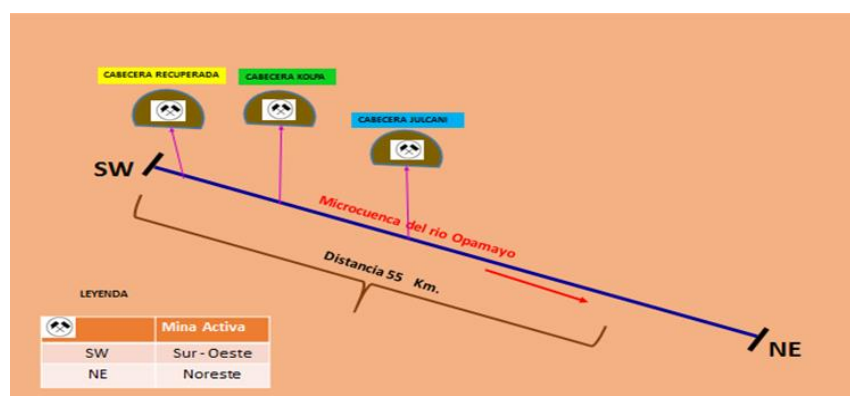 CABECERA RECUPERADA
CABECERA KOLPA
CABECERA JULCANI
SW
Microcuenca del rio Opamayo
Distancia 55 Km.
NE
LEYENDA
Mina Activa
SW Sur - Oeste
NE Noreste